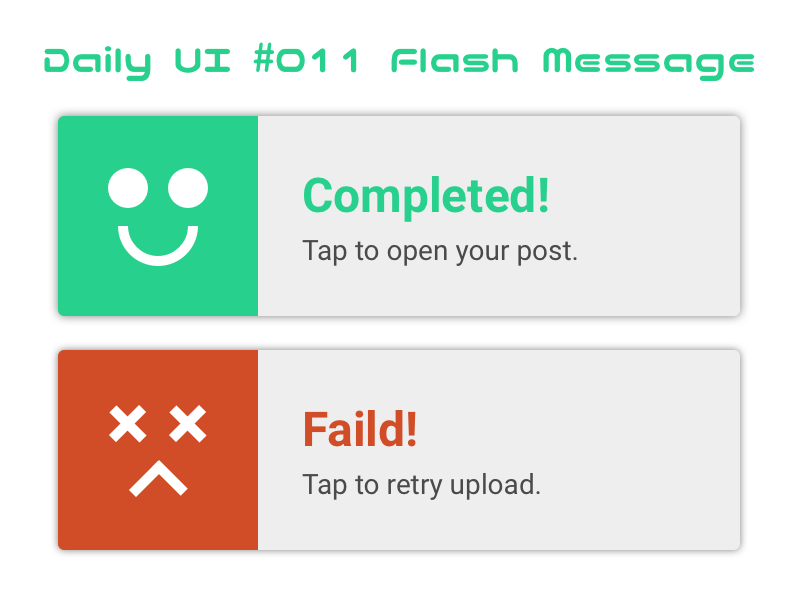 Daily UI #011 Flash Message
Completed!
Tap to open your post.
Faild!
Tap to retry upload.